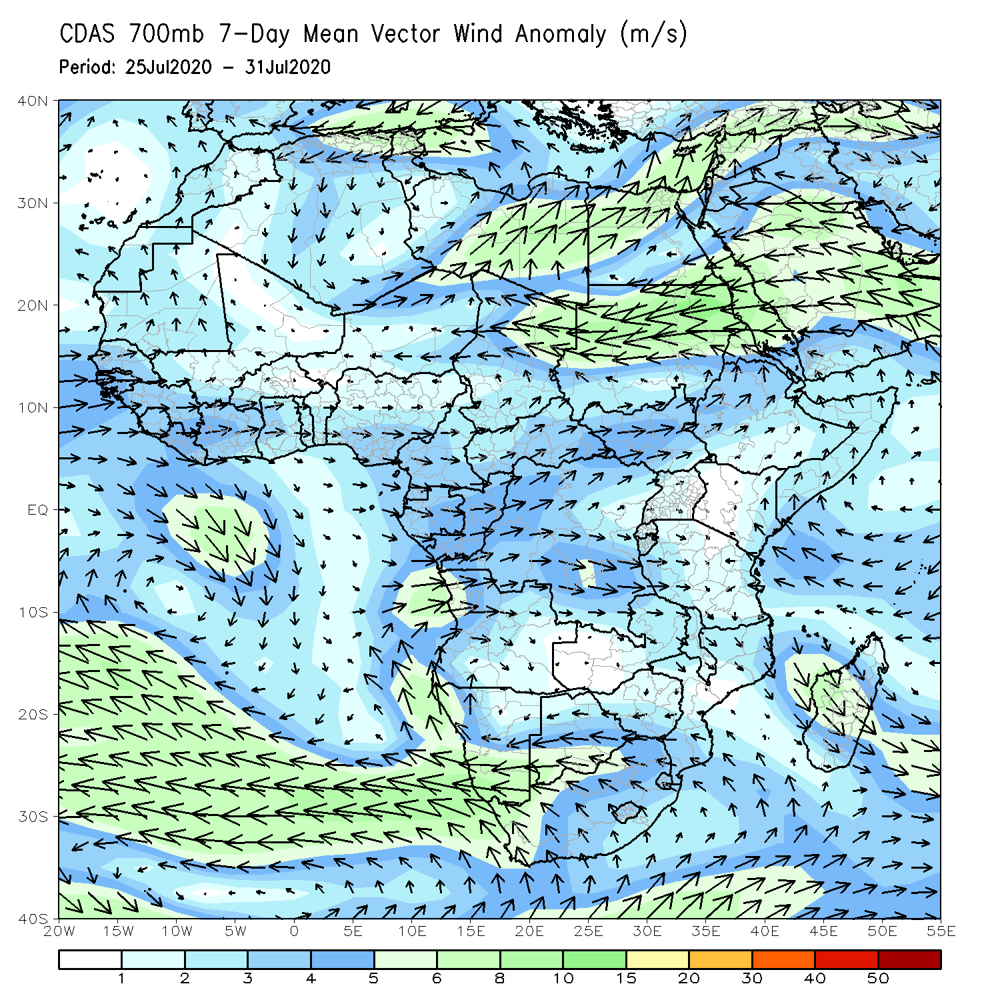 CDAS 700mb 7-Day Mean Vector Wind Anomaly (m/s)
Period: 25Jul2020 - 31Jul2020
40N
30N
20N
10N
EQ
10S
20S
30S
40S
20W 15W 10W 5W 0 5E 10E 15E 20E 25E 30E 35E 40E 45E 50E 55E
1 2 3 4 5 6 8 10 15 20 30 40 50